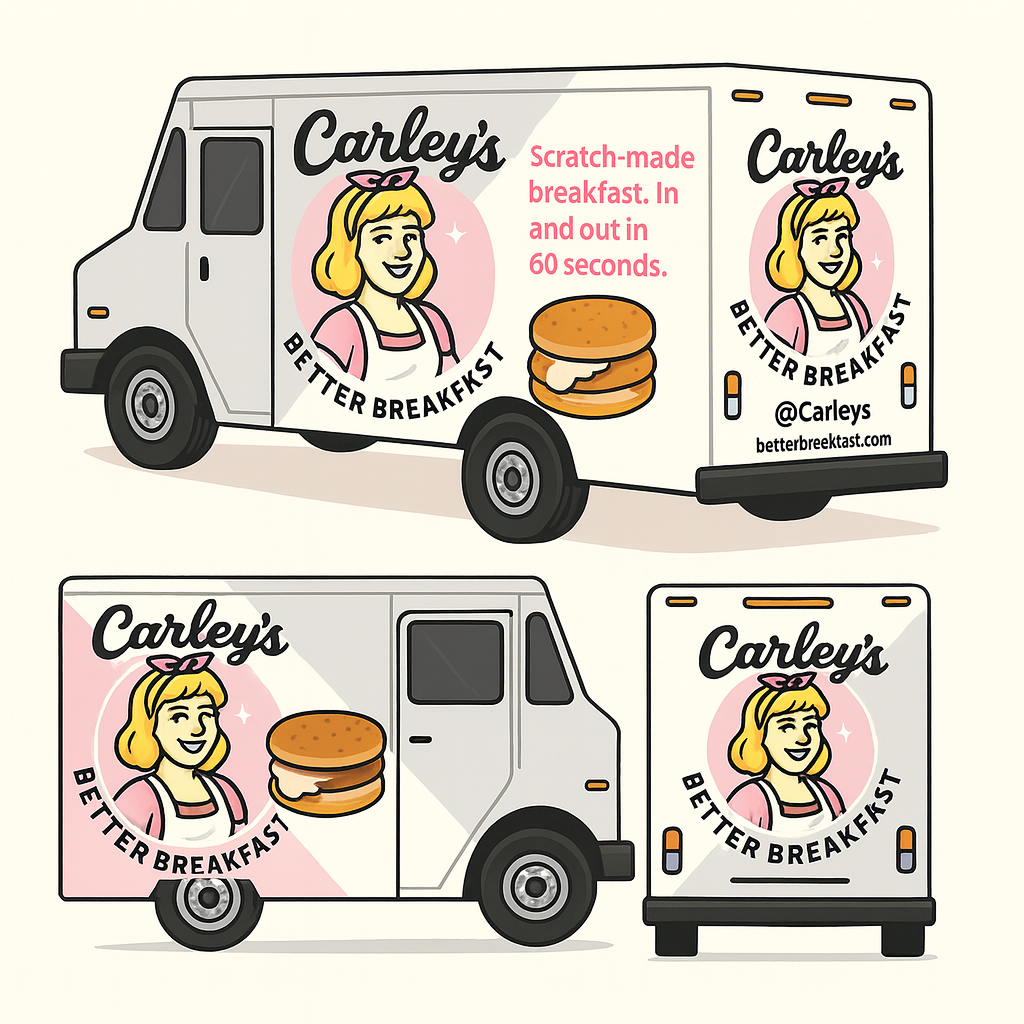 Carley's
BETTER BREAKFKST
Scratch-made
breakfast. In
and out in
60 seconds.
Carley's
BETTER BREAKFAST
@Carleys
betterbreektast.com
Carley's
BETTER BREAKFAST
Carley's
BETTER BREAKFKST